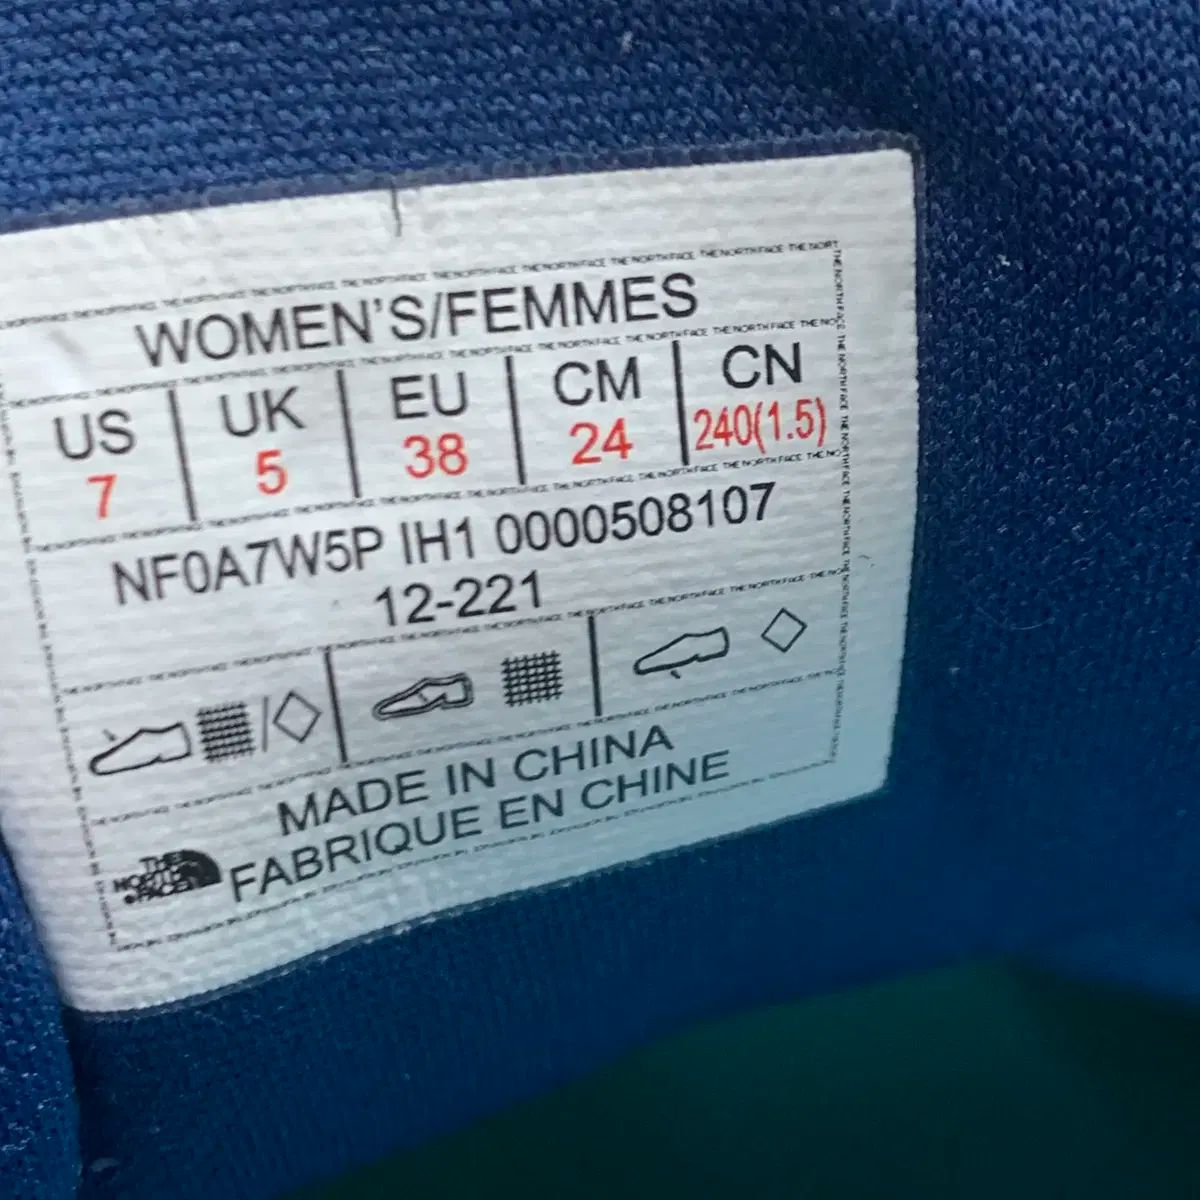 WOMEN'S/FEMMES
US UK EU CM CN
7 5 38 24 240(1.5)
NF0A7W5P IH1 0000508107
12-221
MADE IN CHINA
FABRIQUE EN CHINE
THE
NORTH
FACE